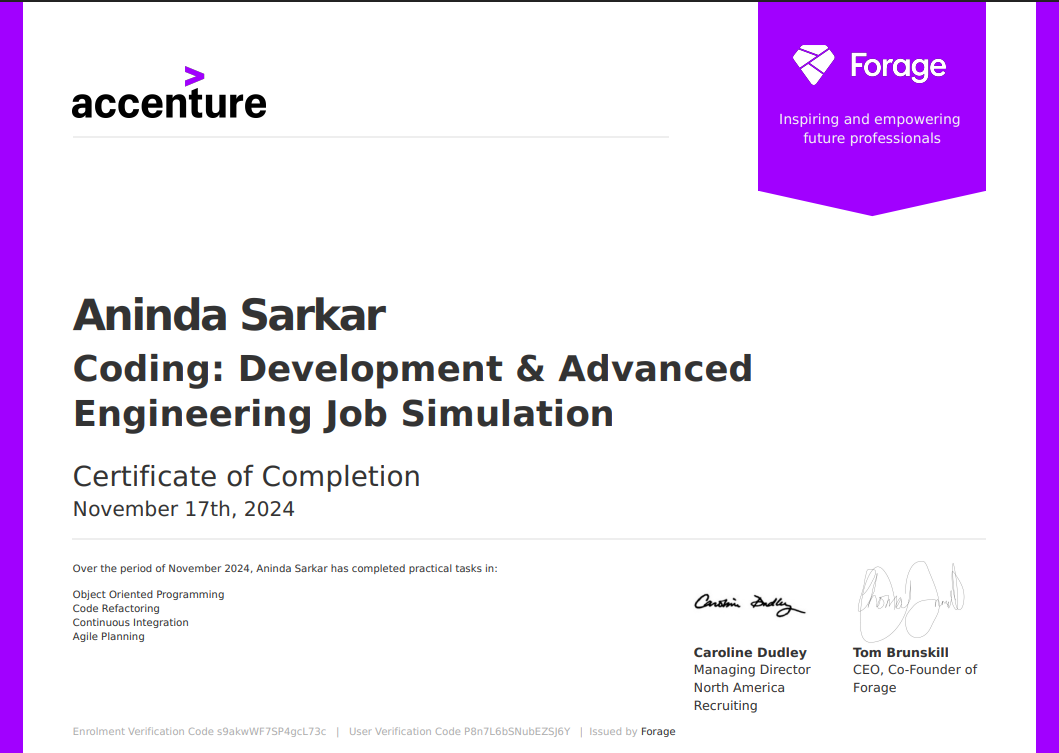 accenture
Forage
Inspiring and empowering
future professionals
Aninda Sarkar
Coding: Development & Advanced
Engineering Job Simulation
Certificate of Completion
November 17th, 2024
Over the period of November 2024, Aninda Sarkar has completed practical tasks in:
Object Oriented Programming
Code Refactoring
Continuous Integration
Agile Planning
Caroline Dudley
Caroline Dudley
Managing Director
North America
Recruiting
Tom Brunskill
CEO, Co-Founder of
Forage
Enrolment Verification Code s9akwWF7SP4gcL73c | User Verification Code P8n7L6bSNubEZSJ6Y | Issued by Forage